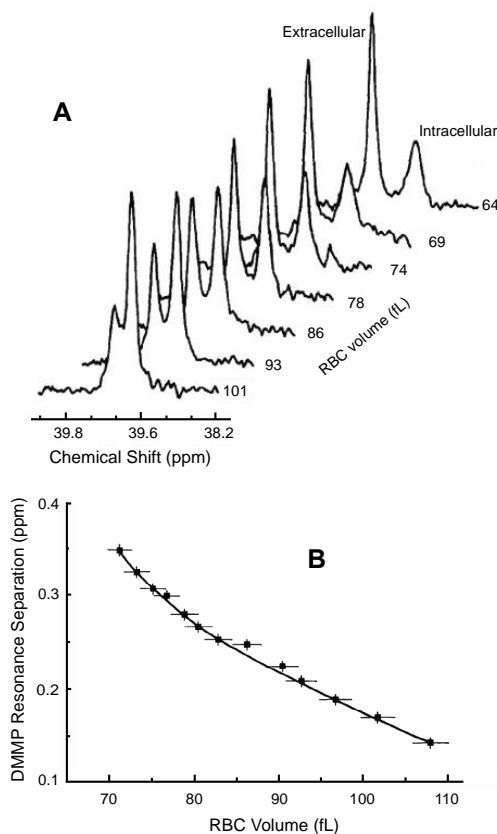 Extracellular
A
Intracellular
64
69
74
78
86
93
101
RBC volume (fL)
39.8 39.6 38.2
Chemical Shift (ppm)
0.4
B
0.3
0.2
0.1
DMMP Resonance Separation (ppm)
70 80 90 100 110
RBC Volume (fL)